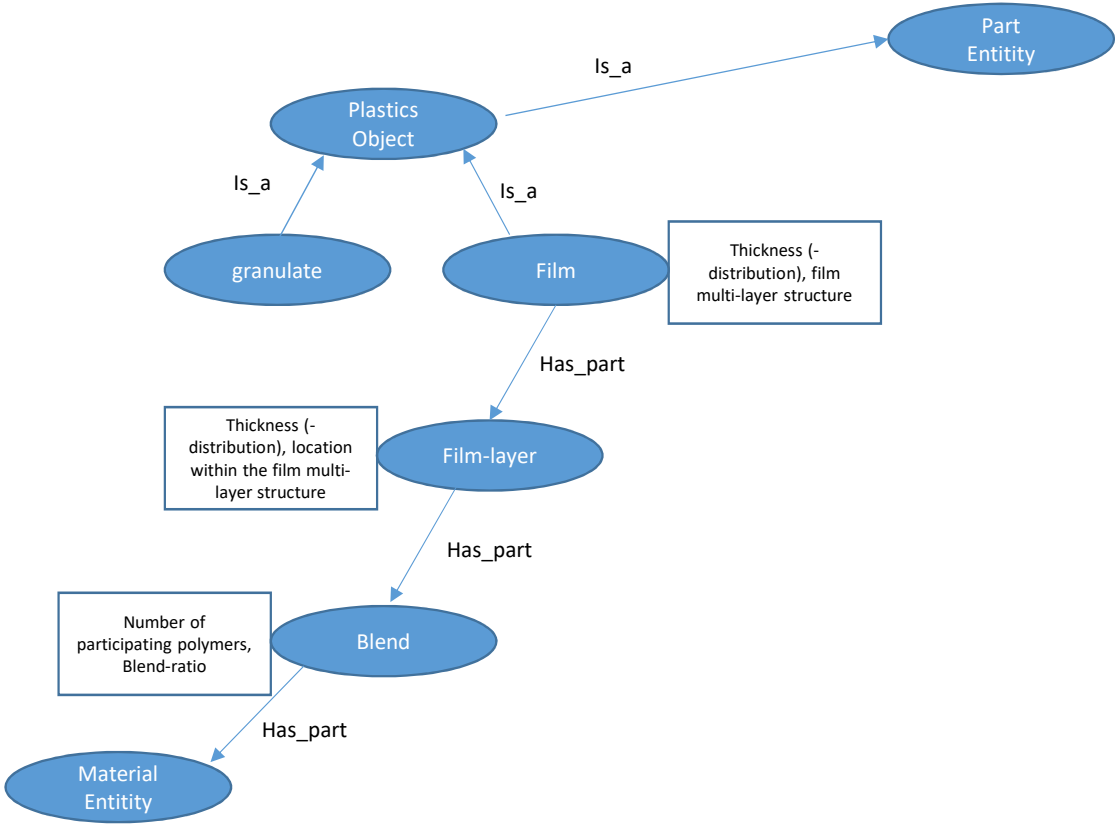 Part
Entitity
Is_a
Plastics
Object
Is_a
Is_a
granulate
Film
Thickness (-
distribution), film
multi-layer structure
Has_part
Thickness (-
distribution), location
within the film multi-
layer structure
Film-layer
Has_part
Number of
participating polymers,
Blend-ratio
Blend
Has_part
Material
Entitity